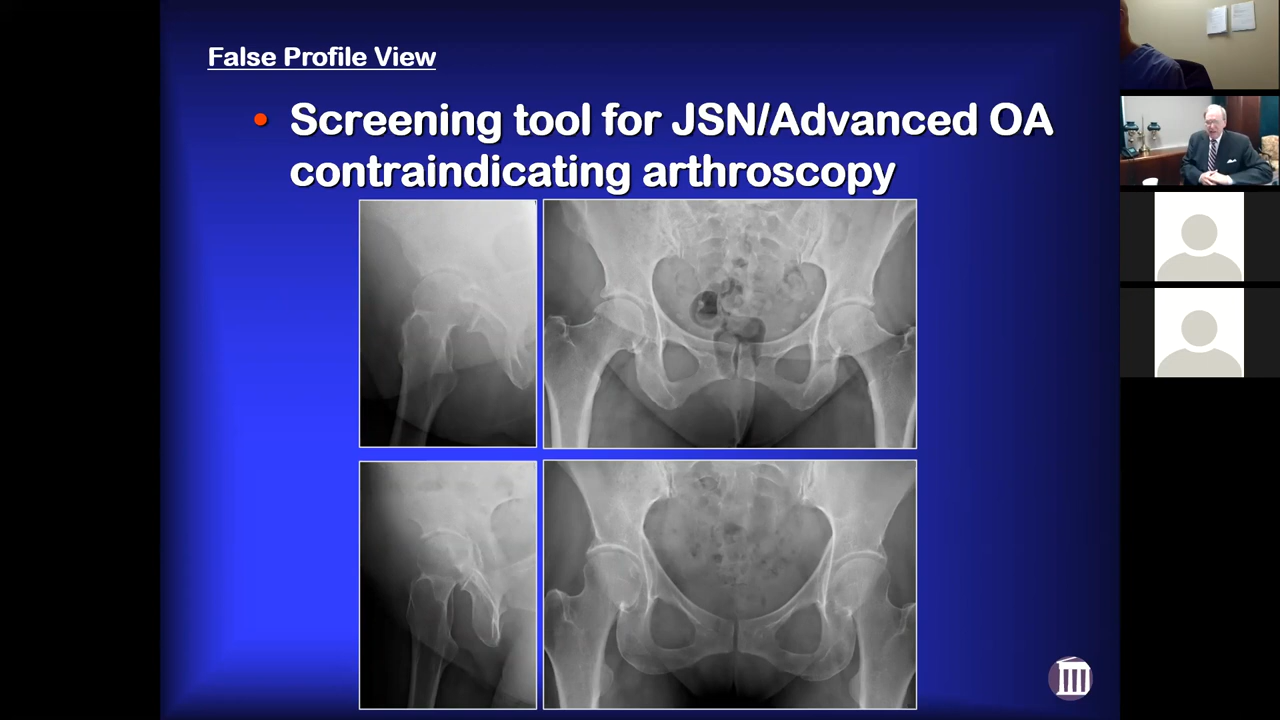 False Profile View
• Screening tool for JSN/Advanced OA
contraindicating arthroscopy